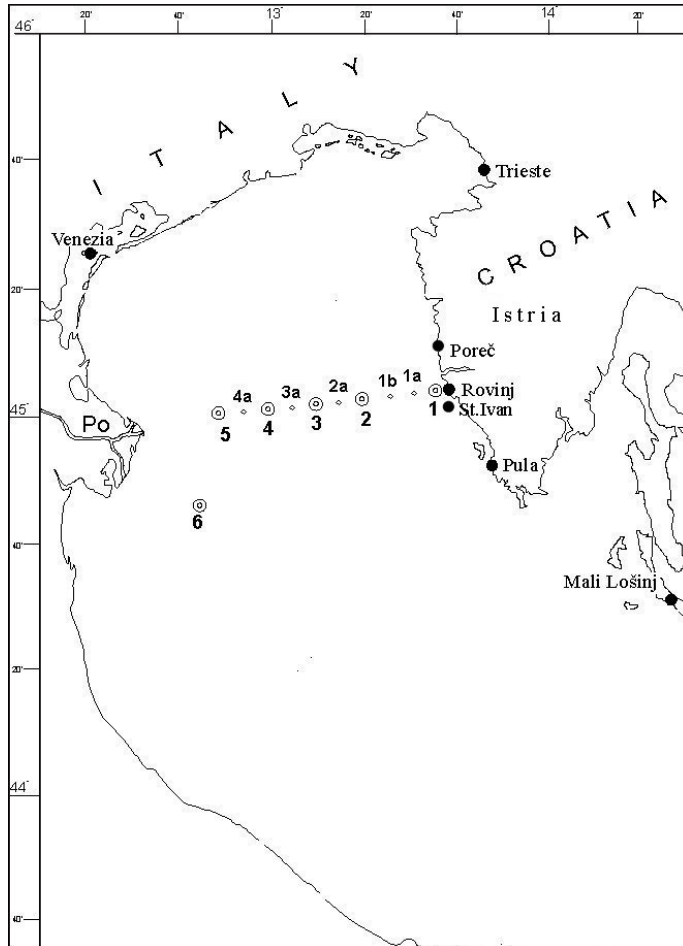 20'
40'
13°
20'
40'
14°
20'
46°
ITALY
40'
Trieste
CROATIA
Venezia
20'
Istria
Poreč
1a
1b
2a
3a
4a
Rovinj
St.Ivan
1
2
3
4
5
45°
Po
Pula
6
40'
Mali Lošinj
20'
44°
40'